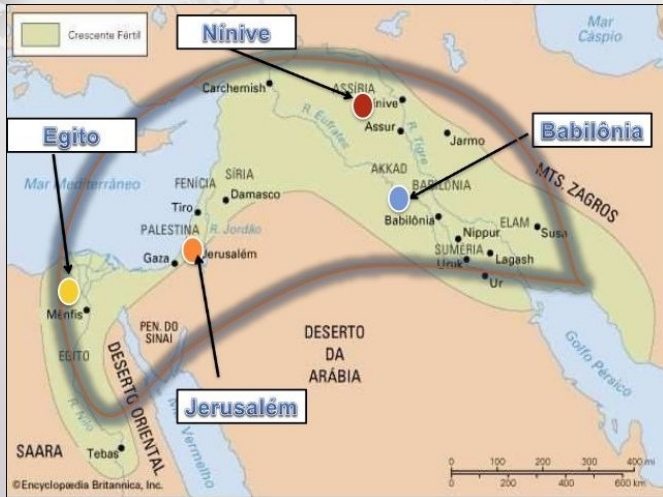 Crescente Fértil
Nínive
Mar
Cáspio
Carchemish
ASSÍRIA
nive
Egito
Assur
R. Tigre
Jarmo
Babilônia
R. Eufrates
Mar Mediterrâneo
SÍRIA
FENÍCIA
Damasco
Tiro
AKKAD
BABILÔNIA
MTS. ZAGROS
PALESTINA
R. Jordão
Babilônia
ELAM
Susa
Nippur
Gaza
Jerusalém
SUMÉRIA
Lagash
Uruk
Ur
Mênfis
PEN. DO
SINAI
DESERTO
DA
ARÁBIA
EGITO
DESERTO ORIENTAL
Golfo Pérsico
R. Nilo
Jerusalém
Vermelho
SAARA
Tebas
0 100 200 400 mi
0 200 400 600 km
©Encyclopædia Britannica, Inc.